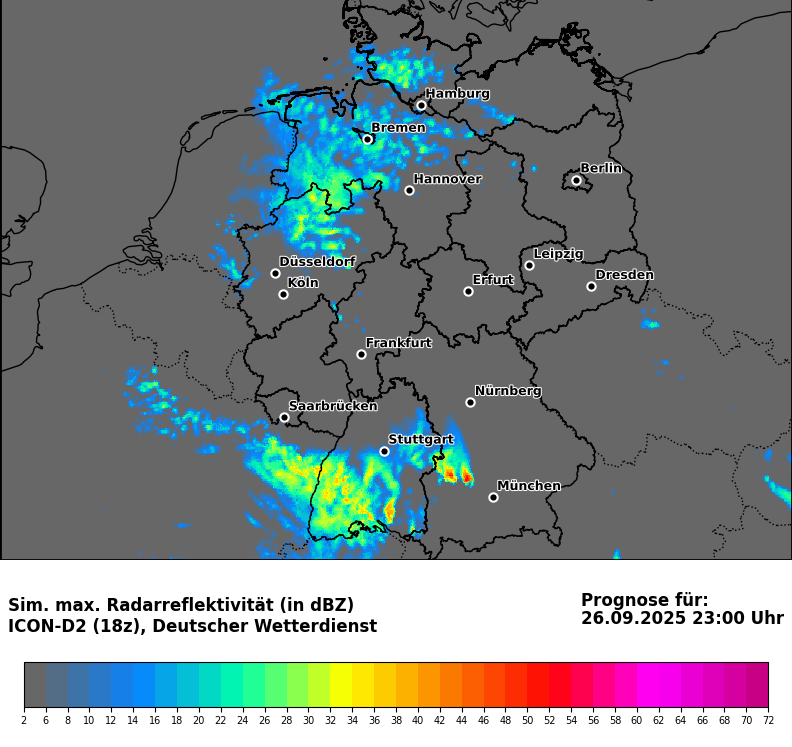 Hamburg
Bremen
Berlin
Hannover
Leipzig
Düsseldorf
Dresden
Erfurt
Köln
Frankfurt
Nürnberg
Saarbrücken
Stuttgart
München
Sim. max. Radarreflektivität (in dBZ)
ICON-D2 (18z), Deutscher Wetterdienst
Prognose für:
26.09.2025 23:00 Uhr
2 6 8 10 12 14 16 18 20 22 24 26 28 30 32 34 36 38 40 42 44 46 48 50 52 54 56 58 60 62 64 66 70 72